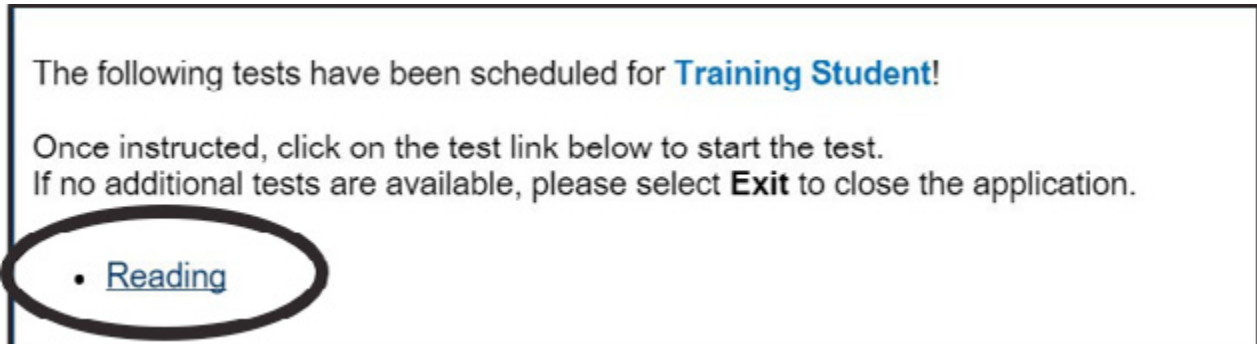 The following tests have been scheduled for Training Student!
Once instructed, click on the test link below to start the test.
If no additional tests are available, please select Exit to close the application.
• Reading